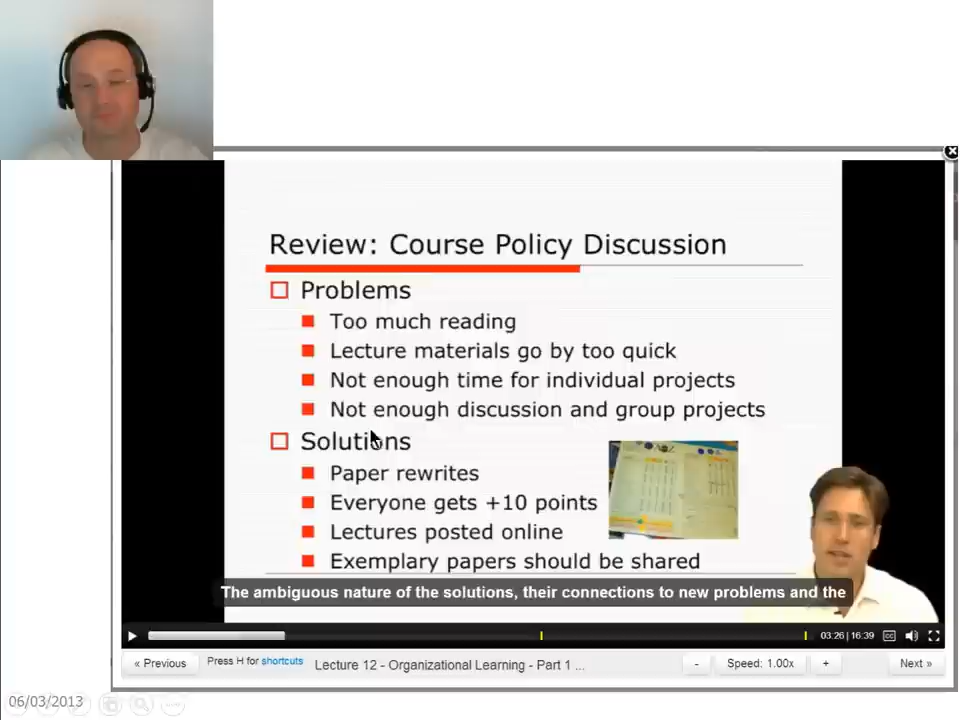 Review: Course Policy Discussion
Problems
Too much reading
Lecture materials go by too quick
Not enough time for individual projects
Not enough discussion and group projects
Solutions
Paper rewrites
Everyone gets +10 points
Lectures posted online
Exemplary papers should be shared
The ambiguous nature of the solutions, their connections to new problems and the
03:26 | 16:39
« Previous
Press H for shortcuts
Lecture 12 - Organizational Learning - Part 1 ...
-
Speed: 1.00x
+
Next »
06/03/2013